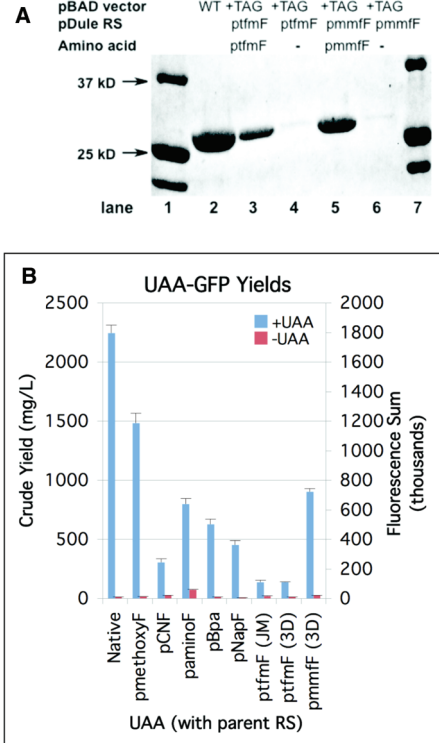 A
pBAD vector WT +TAG +TAG +TAG +TAG
pDule RS ptfmF ptfmF pmmfF pmmfF
Amino acid ptfmF - pmmfF -
37 kD
25 kD
lane 1 2 3 4 5 6 7
B
UAA-GFP Yields
+UAA
-UAA
Crude Yield (mg/L)
2500
2000
1500
1000
500
0
Fluorescence Sum
(thousands)
2000
1800
1600
1400
1200
1000
800
600
400
200
0
Native
pmethoxyF
pCNF
paminoF
pBpa
pNapF
ptfmF (JM)
ptfmF (3D)
pmmfF (3D)
UAA (with parent RS)